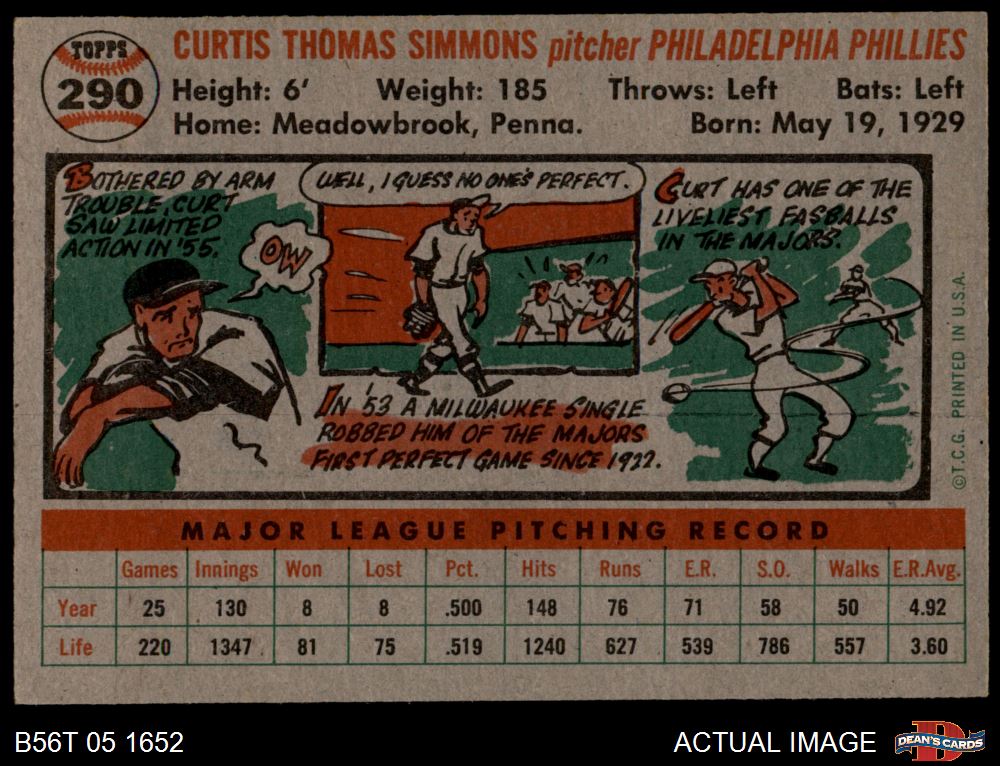 TOPPS
290
CURTIS THOMAS SIMMONS pitcher PHILADELPHIA PHILLIES
Height: 6' Weight: 185 Throws: Left Bats: Left
Home: Meadowbrook, Penna. Born: May 19, 1929
BOTHERED BY ARM
TROUBLE, CURT
SAW LIMITED
ACTION IN '55.
OW
WELL, I GUESS NO ONE'S PERFECT.
IN '53 A MILWAUKEE SINGLE
ROBBED HIM OF THE MAJORS
FIRST PERFECT GAME SINCE 1922.
CURT HAS ONE OF THE
LIVELIEST FASBALLS
IN THE MAJORS.
©T.C.G. PRINTED IN U.S.A.
MAJOR LEAGUE PITCHING RECORD
Games Innings Won Lost Pct. Hits Runs E.R. S.O. Walks E.R.Avg.
Year 25 130 8 8 .500 148 76 71 58 50 4.92
Life 220 1347 81 75 .519 1240 627 539 786 557 3.60
B56T 05 1652 ACTUAL IMAGE
DEAN'S CARDS